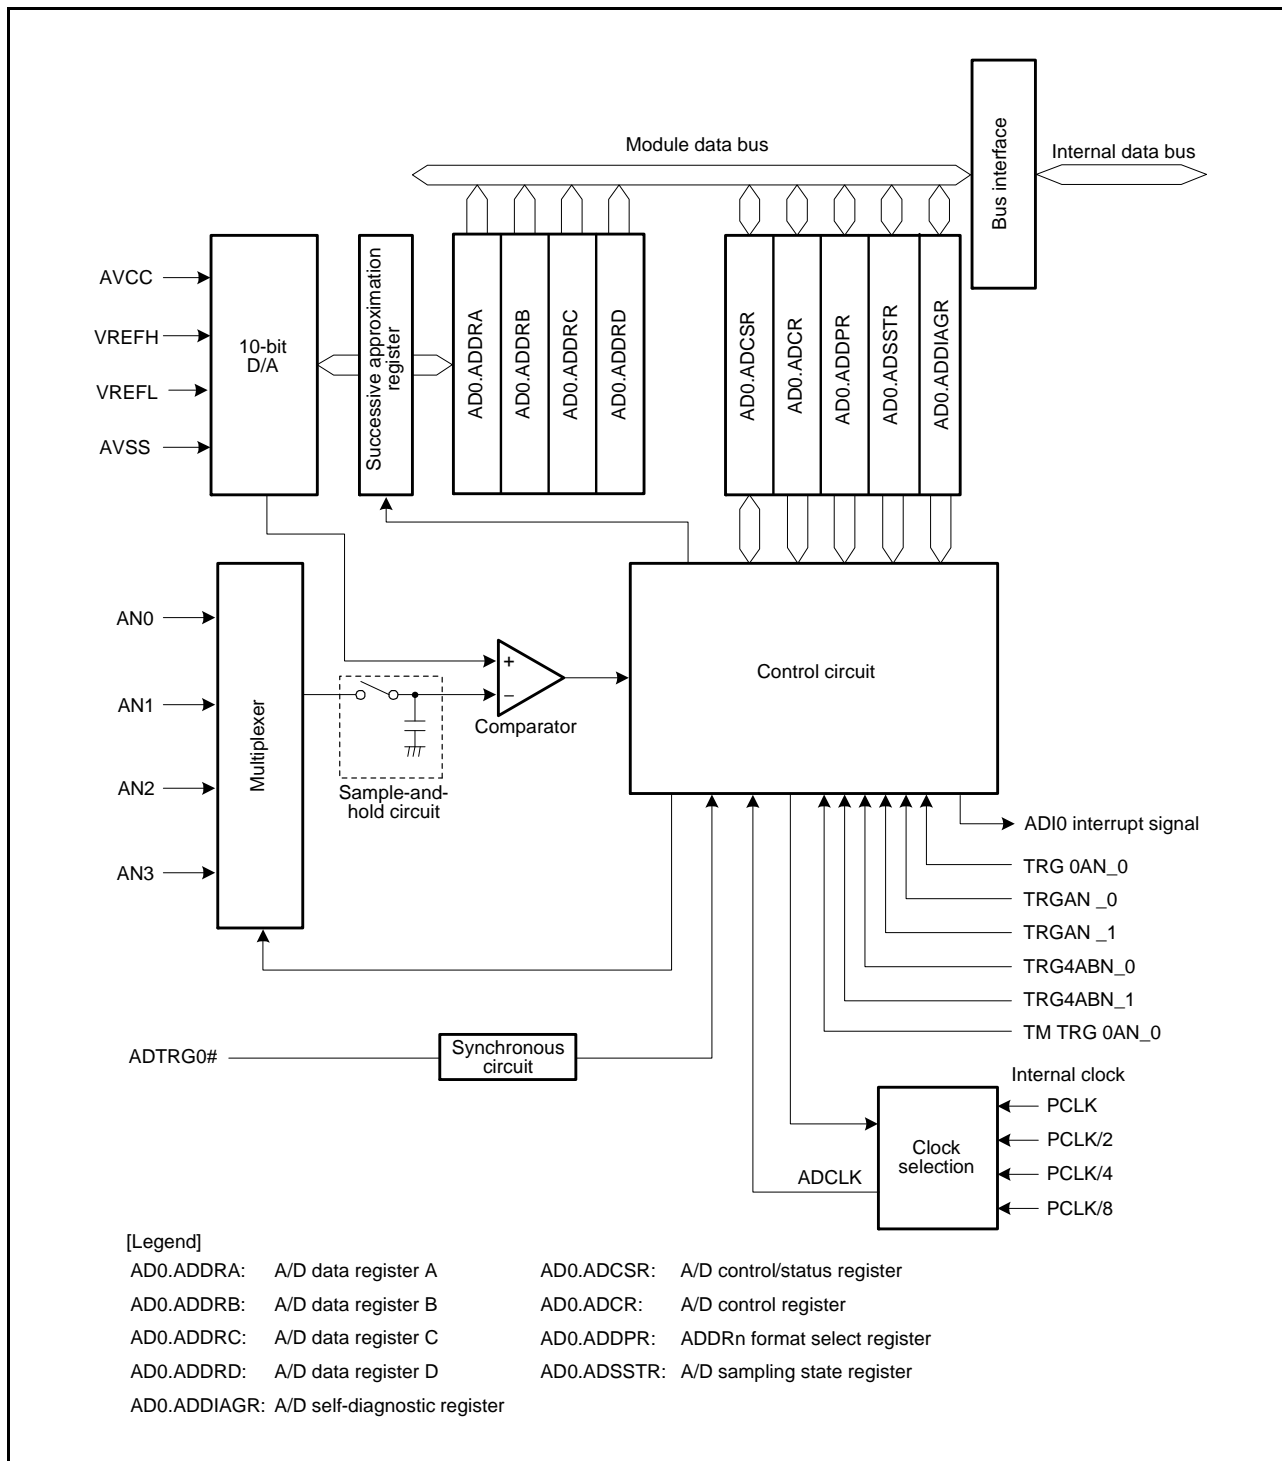 Module data bus
Bus interface
Internal data bus
AVCC
VREFH
VREFL
AVSS
10-bit
D/A
Successive approximation
register
AD0.ADDRA
AD0.ADDRB
AD0.ADDRC
AD0.ADDRD
AD0.ADCSR
AD0.ADCR
AD0.ADDPR
AD0.ADSSTR
AD0.ADDIAGR
AN0
AN1
AN2
AN3
Multiplexer
Sample-and-
hold circuit
+
−
Comparator
Control circuit
ADI0 interrupt signal
TRG 0AN_0
TRGAN _0
TRGAN _1
TRG4ABN_0
TRG4ABN_1
TM TRG 0AN_0
ADTRG0#
Synchronous
circuit
Internal clock
PCLK
PCLK/2
PCLK/4
PCLK/8
Clock
selection
ADCLK
[Legend]
AD0.ADDRA: A/D data register A
AD0.ADCSR: A/D control/status register
AD0.ADDRB: A/D data register B
AD0.ADCR: A/D control register
AD0.ADDRC: A/D data register C
AD0.ADDPR: ADDRn format select register
AD0.ADDRD: A/D data register D
AD0.ADSSTR: A/D sampling state register
AD0.ADDIAGR: A/D self-diagnostic register